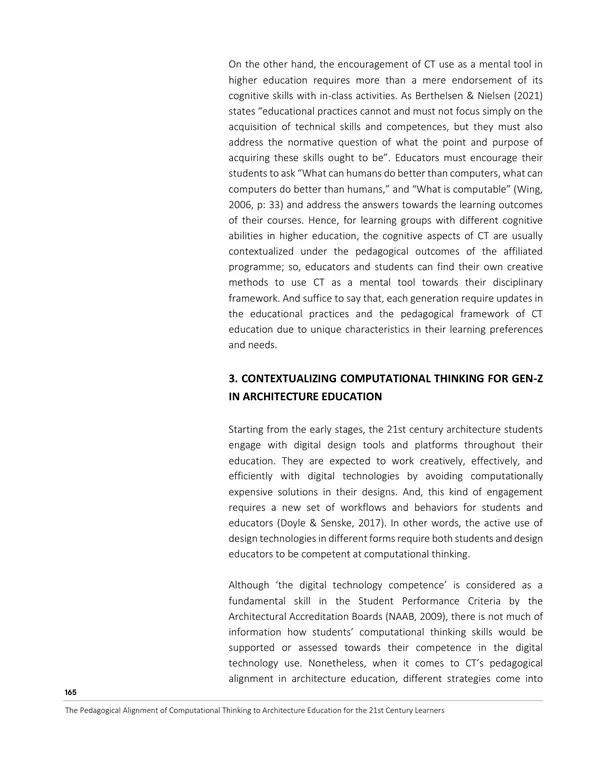 On the other hand, the encouragement of CT use as a mental tool in
higher education requires more than a mere endorsement of its
cognitive skills with in-class activities. As Berthelsen & Nielsen (2021)
states “educational practices cannot and must not focus simply on the
acquisition of technical skills and competences, but they must also
address the normative question of what the point and purpose of
acquiring these skills ought to be”. Educators must encourage their
students to ask “What can humans do better than computers, what can
computers do better than humans,” and “What is computable” (Wing,
2006, p: 33) and address the answers towards the learning outcomes
of their courses. Hence, for learning groups with different cognitive
abilities in higher education, the cognitive aspects of CT are usually
contextualized under the pedagogical outcomes of the affiliated
programme; so, educators and students can find their own creative
methods to use CT as a mental tool towards their disciplinary
framework. And suffice to say that, each generation require updates in
the educational practices and the pedagogical framework of CT
education due to unique characteristics in their learning preferences
and needs.
3. CONTEXTUALIZING COMPUTATIONAL THINKING FOR GEN-Z
IN ARCHITECTURE EDUCATION
Starting from the early stages, the 21st century architecture students
engage with digital design tools and platforms throughout their
education. They are expected to work creatively, effectively, and
efficiently with digital technologies by avoiding computationally
expensive solutions in their designs. And, this kind of engagement
requires a new set of workflows and behaviors for students and
educators (Doyle & Senske, 2017). In other words, the active use of
design technologies in different forms require both students and design
educators to be competent at computational thinking.
Although ‘the digital technology competence’ is considered as a
fundamental skill in the Student Performance Criteria by the
Architectural Accreditation Boards (NAAB, 2009), there is not much of
information how students’ computational thinking skills would be
supported or assessed towards their competence in the digital
technology use. Nonetheless, when it comes to CT’s pedagogical
alignment in architecture education, different strategies come into
165
The Pedagogical Alignment of Computational Thinking to Architecture Education for the 21st Century Learners